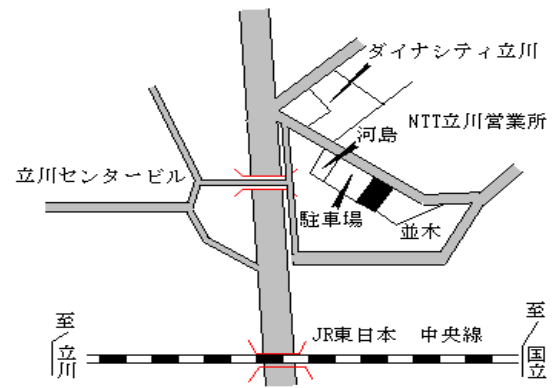 ダイナシティ立川
河島
NTT立川営業所
立川センタービル
駐車場
並木
JR東日本 中央線
至立川
至国立